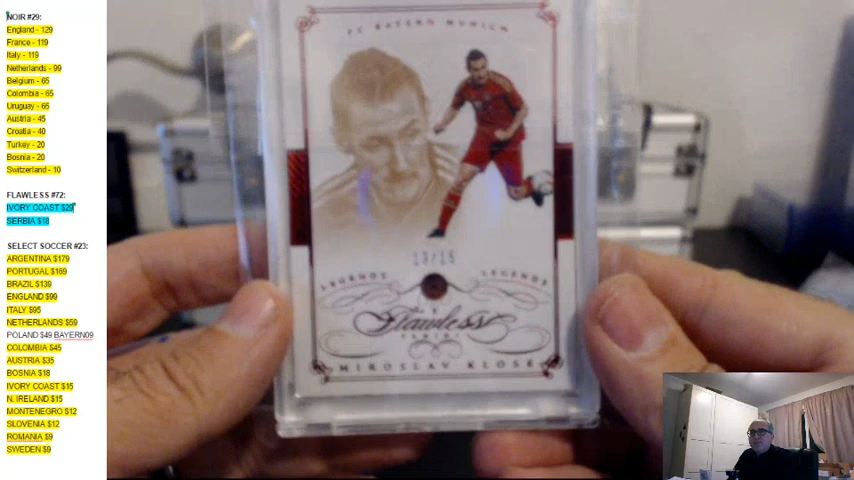 NOIR #29:
England - 129
France - 119
Italy - 119
Netherlands - 99
Belgium - 65
Colombia - 65
Uruguay - 65
Austria - 45
Croatia - 40
Turkey - 20
Bosnia - 20
Switzerland - 10
FLAWLESS #72:
IVORY COAST $29
SERBIA $18
SELECT SOCCER #23:
ARGENTINA $179
PORTUGAL $169
BRAZIL $139
ENGLAND $99
ITALY $95
NETHERLANDS $59
POLAND $49 BAYERN09
COLOMBIA $45
AUSTRIA $35
BOSNIA $18
IVORY COAST $15
N. IRELAND $15
MONTENEGRO $12
SLOVENIA $12
ROMANIA $9
SWEDEN $9
FC BAYERN MUNICH
13/15
LEGENDS LEGENDS
Flawless
PANINI
MIROSLAV KLOSE